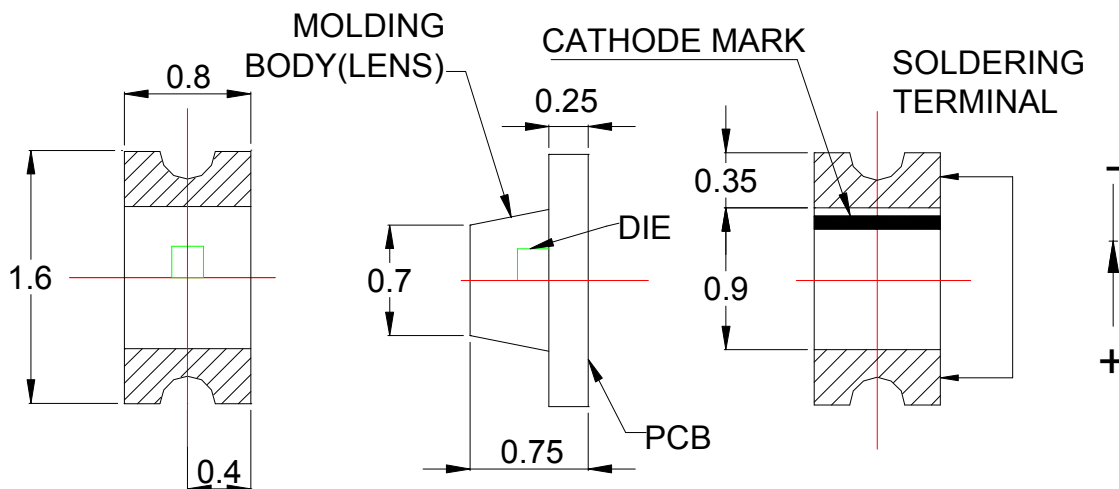 MOLDING
BODY(LENS)
CATHODE MARK
SOLDERING
TERMINAL
0.8
0.25
0.35
DIE
1.6
0.7
0.9
PCB
0.75
0.4
-
+